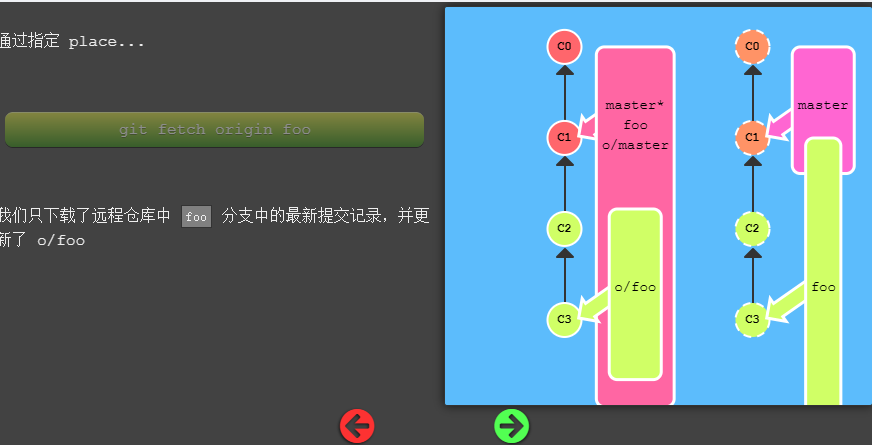 通过指定 place...
git fetch origin foo
我们只下载了远程仓库中 foo 分支中的最新提交记录，并更
新了 o/foo
C0
C1
C2
C3
master*
foo
o/master
o/foo
C0
C1
C2
C3
master
foo